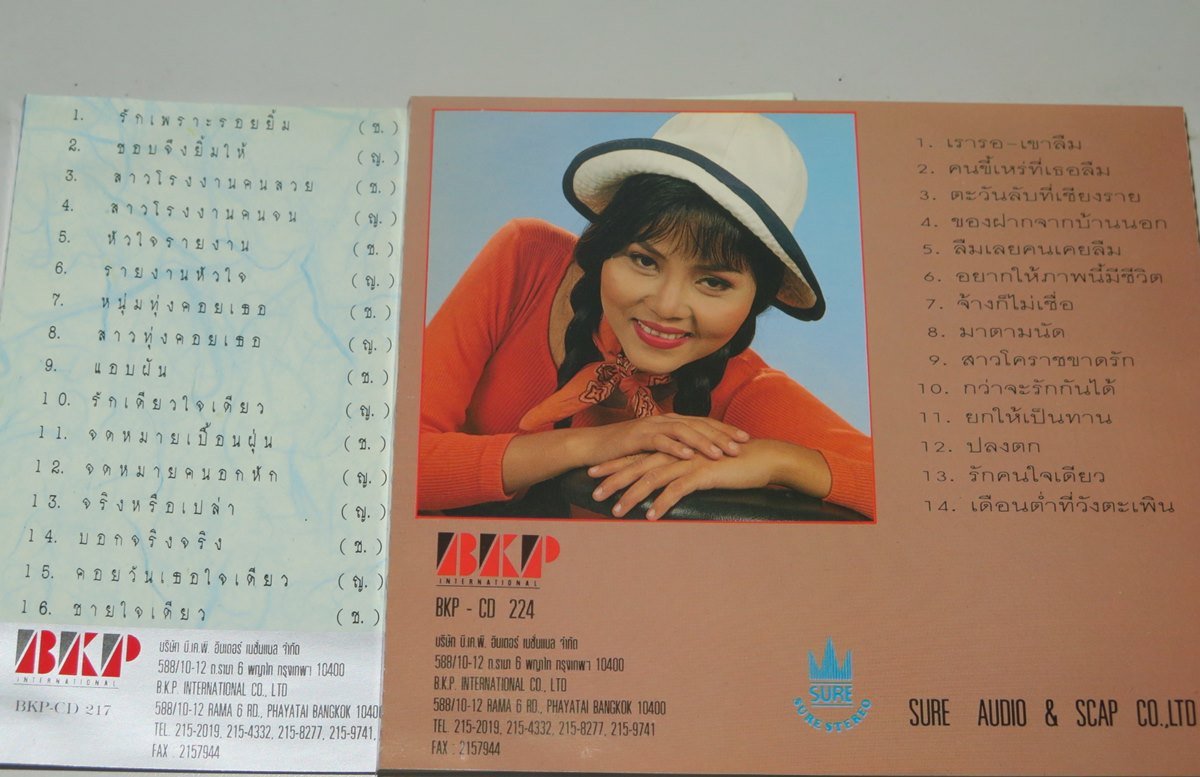 1. รักเพราะรอยยิ้ม (ช.)
2. ชอบจึงยิ้มให้ (ญ.)
3. สาวโรงงานคนสวย (ช.)
4. สาวโรงงานคนจน (ญ.)
5. หัวใจรายงาน (ช.)
6. รายงานหัวใจ (ญ.)
7. หนุ่มทุ่งคอยเธอ (ช.)
8. สาวทุ่งคอยเธอ (ญ.)
9. แอบฝัน (ช.)
10. รักเดียวใจเดียว (ญ.)
11. จดหมายเปื้อนฝุ่น (ช.)
12. จดหมายคนอกหัก (ญ.)
13. จริงหรือเปล่า (ญ.)
14. บอกจริงจริง (ช.)
15. คอยวันเธอใจเดียว (ญ.)
16. ชายใจเดียว (ช.)
BKP
INTERNATIONAL
BKP-CD 217
บริษัท บี.เค.พี. อินเตอร์ เนชั่นแนล จำกัด
588/10-12 ถ.รามา 6 พญาไท กรุงเทพฯ 10400
B.K.P. INTERNATIONAL CO., LTD
588/10-12 RAMA 6 RD., PHAYATAI BANGKOK 10400
TEL. 215-2019, 215-4332, 215-8277, 215-9741,
FAX : 2157944
1. เรารอ-เขาลืม
2. คนขี้เหร่ที่เธอลืม
3. ตะวันลับที่เชียงราย
4. ของฝากจากบ้านนอก
5. ลืมเลยคนเคยลืม
6. อยากให้ภาพนี้มีชีวิต
7. จ้างก็ไม่เชื่อ
8. มาตามนัด
9. สาวโคราชขาดรัก
10. กว่าจะรักกันได้
11. ยกให้เป็นทาน
12. ปลงตก
13. รักคนใจเดียว
14. เดือนต่ำที่วังตะเพิน
BKP
INTERNATIONAL
BKP - CD 224
บริษัท บี.เค.พี. อินเตอร์ เนชั่นแนล จำกัด
588/10-12 ถ.รามา 6 พญาไท กรุงเทพฯ 10400
B.K.P. INTERNATIONAL CO., LTD
588/10-12 RAMA 6 RD., PHAYATAI BANGKOK 10400
TEL. 215-2019, 215-4332, 215-8277, 215-9741
FAX : 2157944
SURE
SURE STEREO
SURE AUDIO & SCAP CO.,LTD